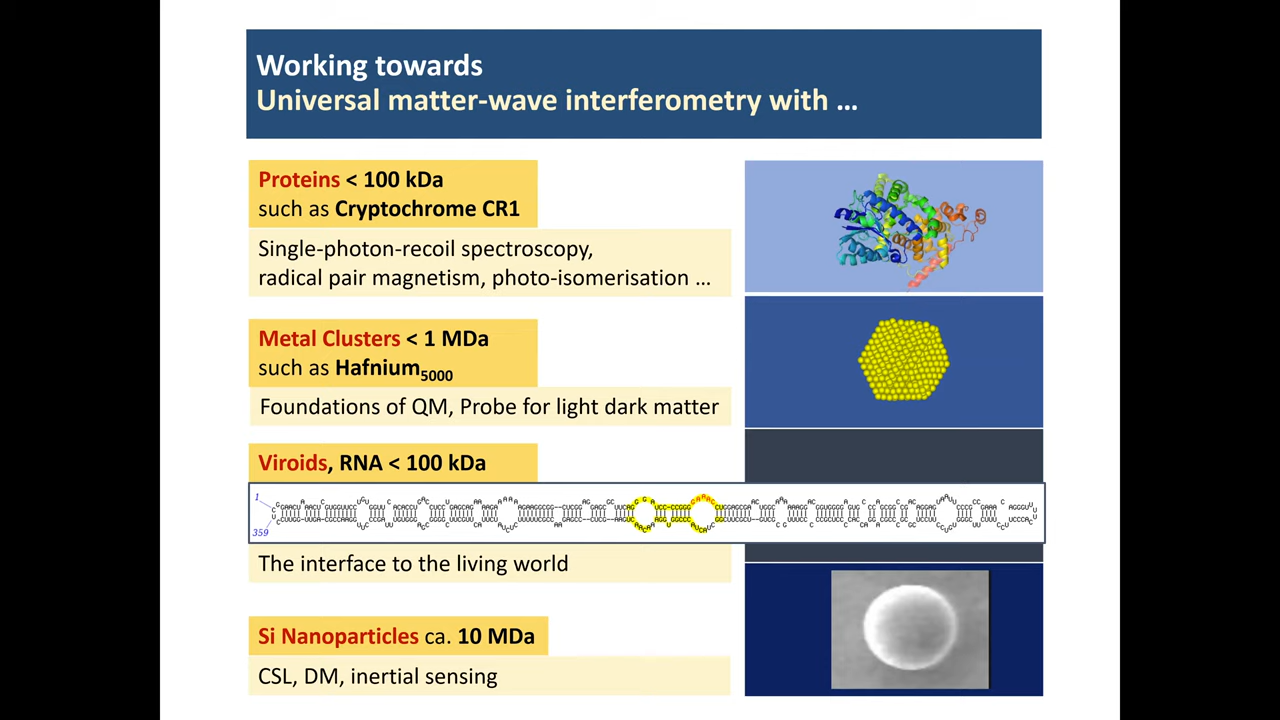 Working towards
Universal matter-wave interferometry with …
Proteins < 100 kDa
such as Cryptochrome CR1
Single-photon-recoil spectroscopy,
radical pair magnetism, photo-isomerisation …
Metal Clusters < 1 MDa
such as Hafnium5000
Foundations of QM, Probe for light dark matter
Viroids, RNA < 100 kDa
1
359
The interface to the living world
Si Nanoparticles ca. 10 MDa
CSL, DM, inertial sensing